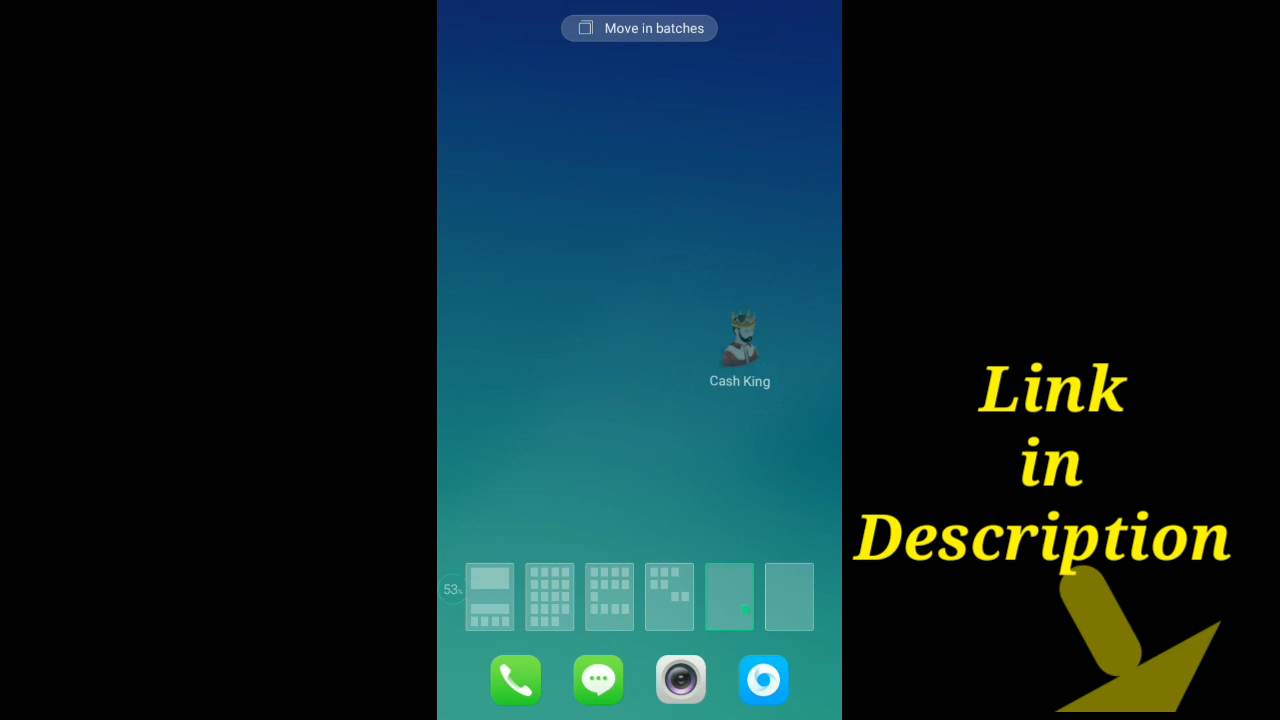 Move in batches
Cash King
53%
Link
in
Description